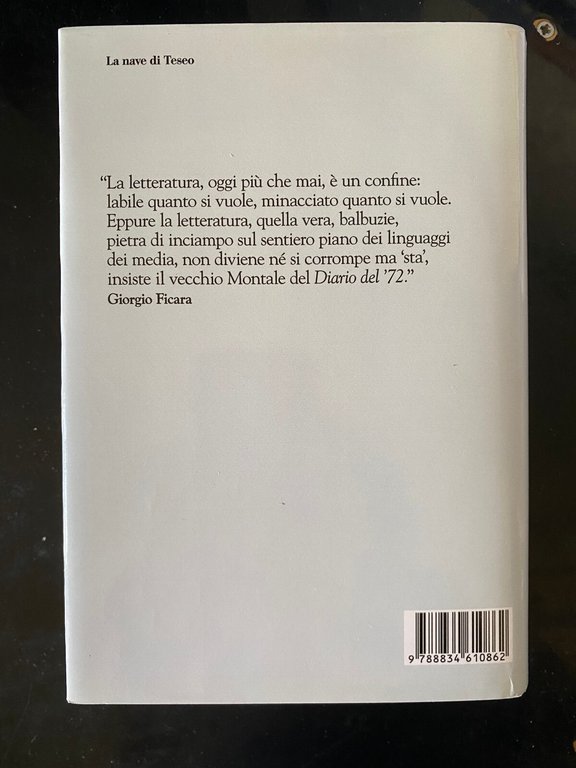 La nave di Teseo
“La letteratura, oggi più che mai, è un confine:
labile quanto si vuole, minacciato quanto si vuole.
Eppure la letteratura, quella vera, balbuzie,
pietra di inciampo sul sentiero piano dei linguaggi
dei media, non diviene né si corrompe ma ‘sta’,
insiste il vecchio Montale del Diario del ’72.”
Giorgio Ficara
9 788834 610862